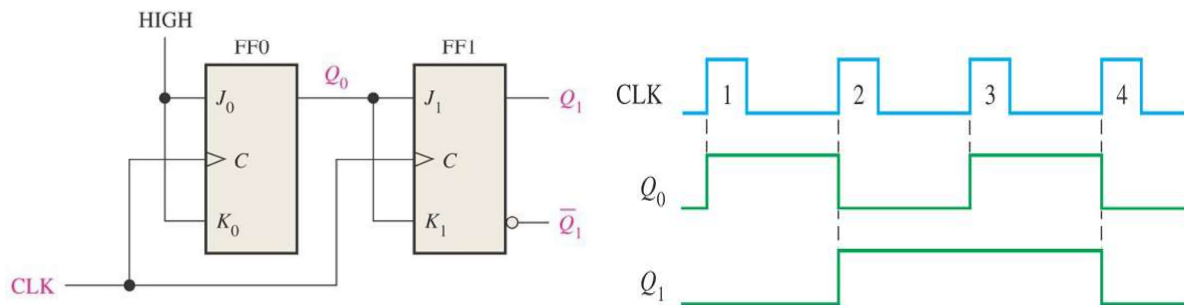 HIGH
FF0
FF1
Q₀
J₀
J₁
Q₁
C
C
K₀
K₁
Q̅₁
CLK
CLK
1
2
3
4
Q₀
Q₁